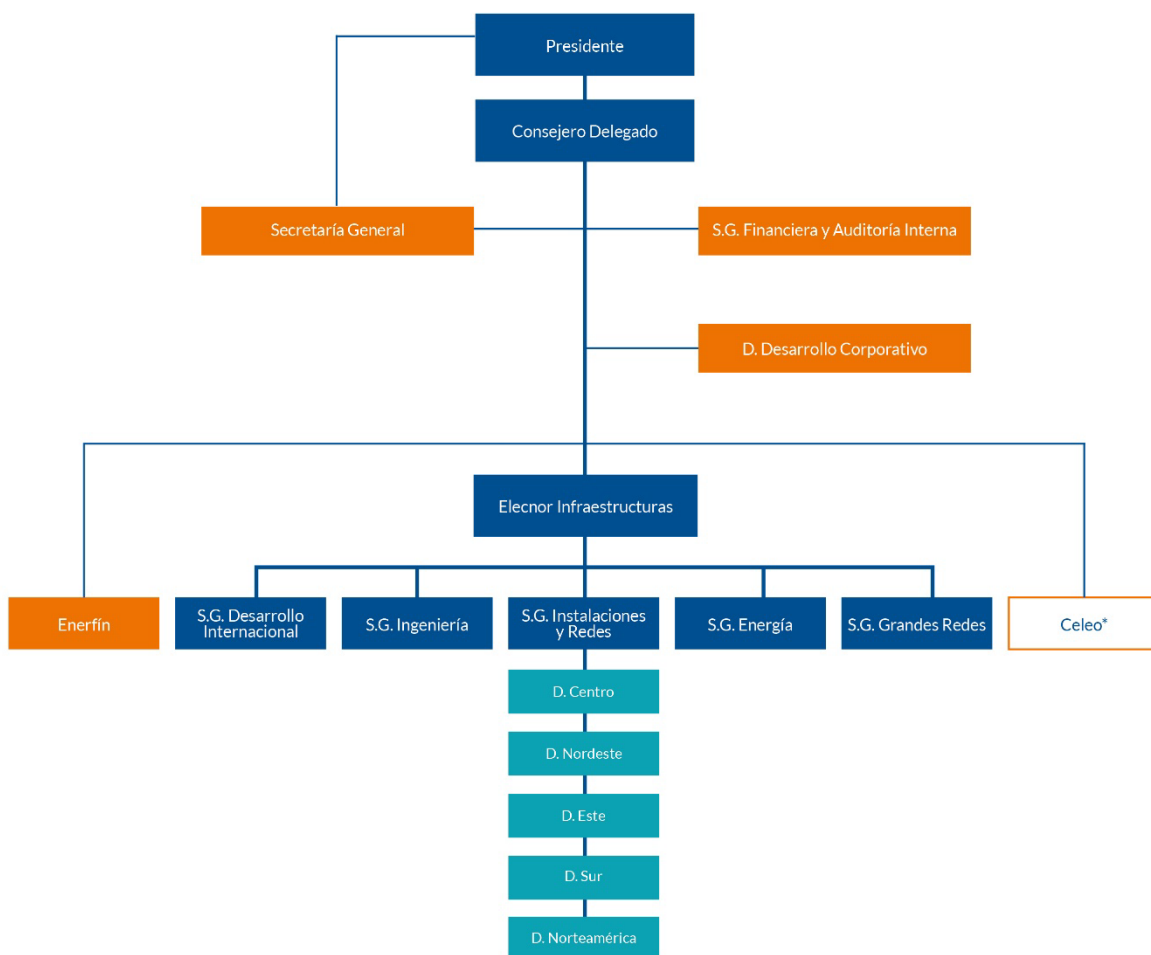 Presidente
Consejero Delegado
Secretaría General
S.G. Financiera y Auditoría Interna
D. Desarrollo Corporativo
Elecnor Infraestructuras
Enerfín
S.G. Desarrollo
Internacional
S.G. Ingeniería
S.G. Instalaciones
y Redes
S.G. Energía
S.G. Grandes Redes
Celeo*
D. Centro
D. Nordeste
D. Este
D. Sur
D. Norteamérica